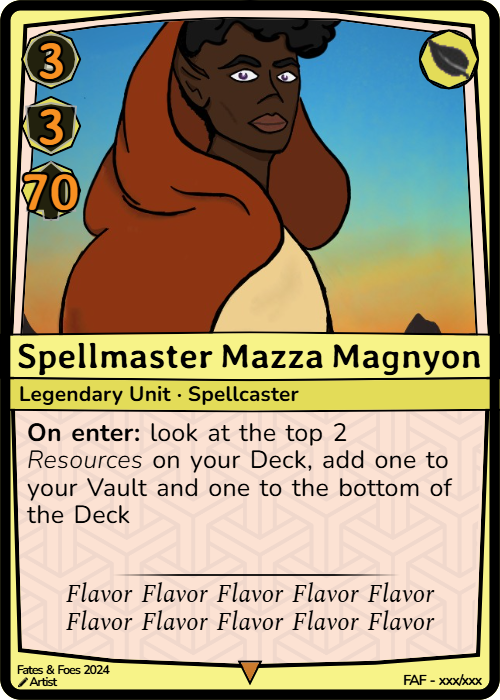 3
3
70
Spellmaster Mazza Magnyon
Legendary Unit · Spellcaster
On enter: look at the top 2
Resources on your Deck, add one to
your Vault and one to the bottom of
the Deck
Flavor Flavor Flavor Flavor Flavor
Flavor Flavor Flavor Flavor Flavor
Fates & Foes 2024
Artist
FAF - xxx/xxx